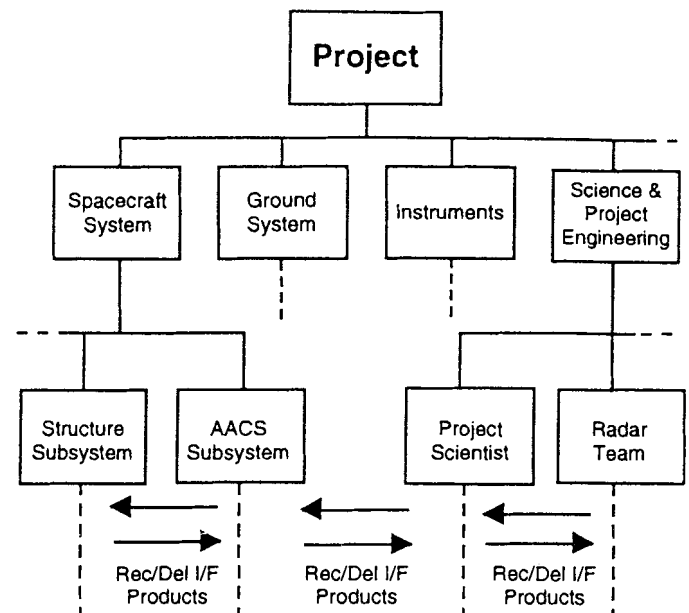 Project
Spacecraft
System
Ground
System
Instruments
Science &
Project
Engineering
Structure
Subsystem
AACS
Subsystem
Project
Scientist
Radar
Team
Rec/Del I/F
Products
Rec/Del I/F
Products
Rec/Del I/F
Products